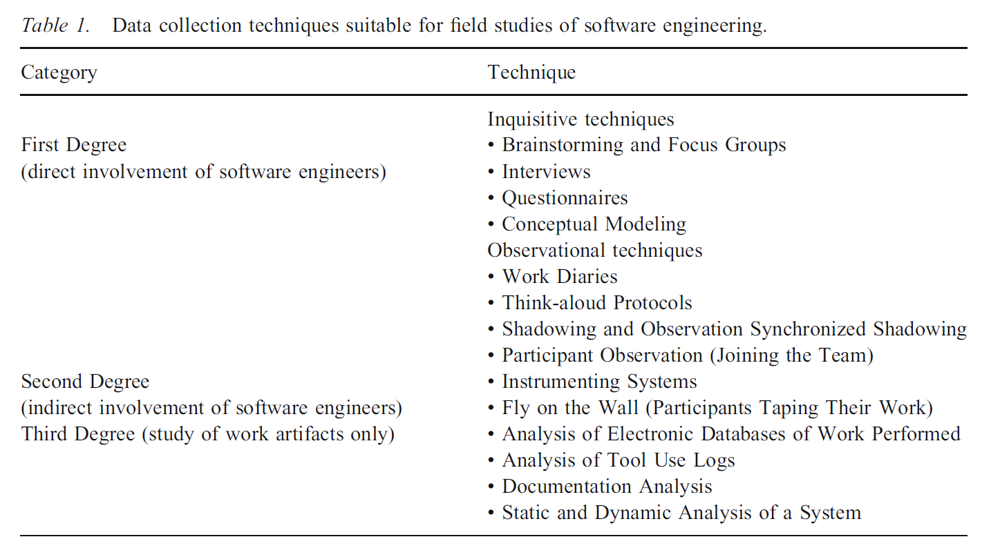 Table 1. Data collection techniques suitable for field studies of software engineering.
Category Technique
Inquisitive techniques
First Degree • Brainstorming and Focus Groups
(direct involvement of software engineers) • Interviews
• Questionnaires
• Conceptual Modeling
Observational techniques
• Work Diaries
• Think-aloud Protocols
• Shadowing and Observation Synchronized Shadowing
• Participant Observation (Joining the Team)
Second Degree • Instrumenting Systems
(indirect involvement of software engineers) • Fly on the Wall (Participants Taping Their Work)
Third Degree (study of work artifacts only) • Analysis of Electronic Databases of Work Performed
• Analysis of Tool Use Logs
• Documentation Analysis
• Static and Dynamic Analysis of a System